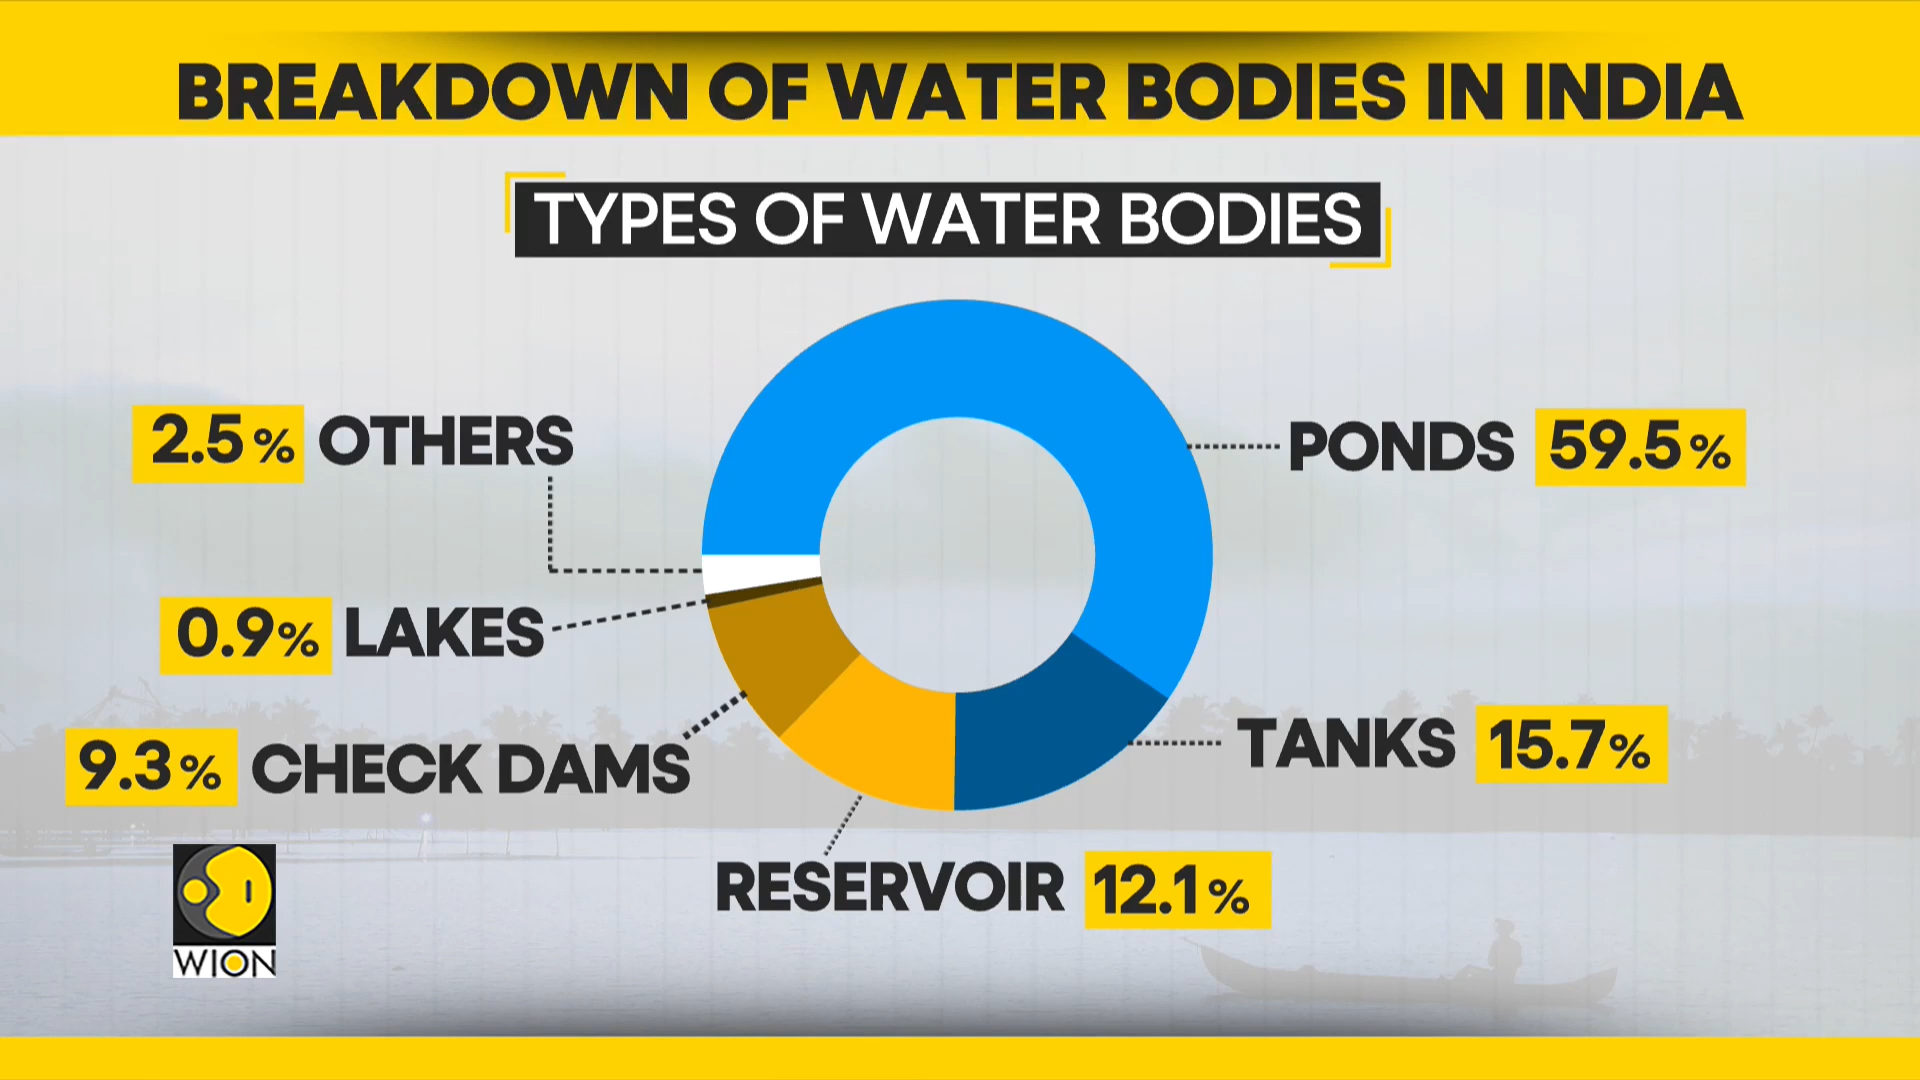 BREAKDOWN OF WATER BODIES IN INDIA
TYPES OF WATER BODIES
2.5% OTHERS
PONDS 59.5%
0.9% LAKES
TANKS 15.7%
9.3% CHECK DAMS
RESERVOIR 12.1%
WION